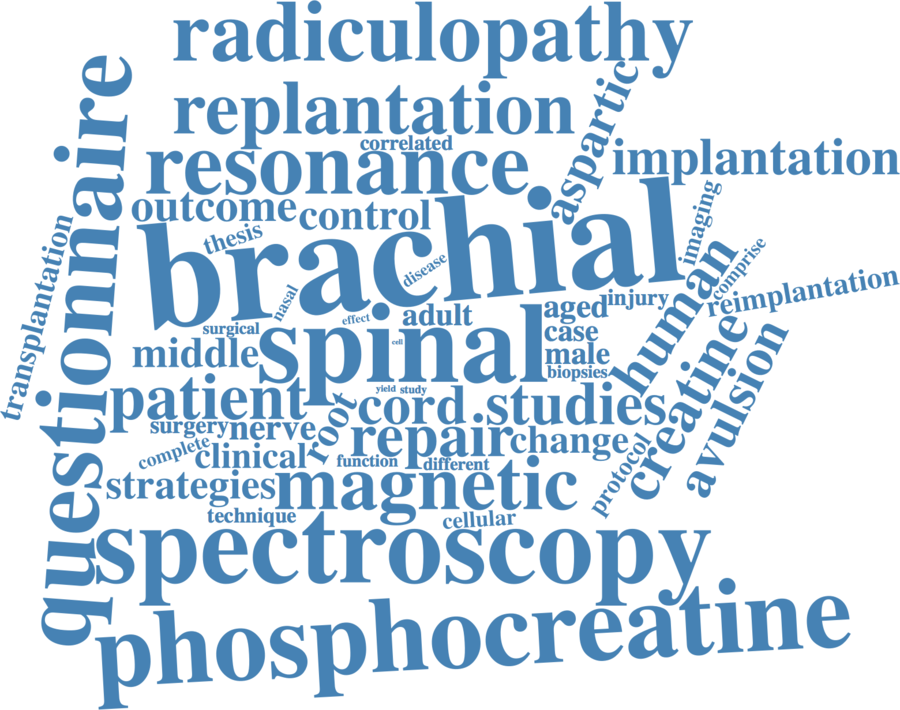 radiculopathy
replantation
correlated
resonance
aspartic
implantation
questionnaire
outcome
control
brachial
thesis
disease
imaging
transplantation
nasal
human
comprise
reimplantation
surgical
effect
adult
aged
injury
spinal
cell
case
middle
male
biopsies
creatine
avulsion
yield
study
patient
root
cord
studies
surgery
nerve
repair
change
complete
clinical
function
different
protocol
strategies
magnetic
technique
cellular
spectroscopy
phosphocreatine